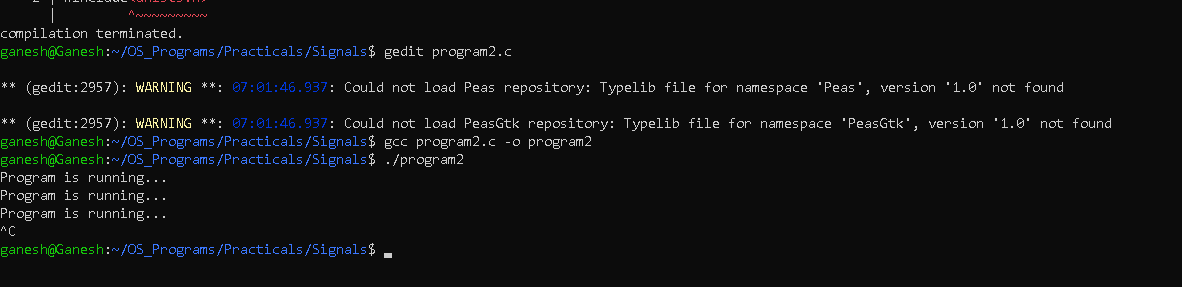 compilation terminated.
ganesh@Ganesh:~/OS_Programs/Practicals/Signals$ gedit program2.c
** (gedit:2957): WARNING **: 07:01:46.937: Could not load Peas repository: Typelib file for namespace 'Peas', version '1.0' not found
** (gedit:2957): WARNING **: 07:01:46.937: Could not load PeasGtk repository: Typelib file for namespace 'PeasGtk', version '1.0' not found
ganesh@Ganesh:~/OS_Programs/Practicals/Signals$ gcc program2.c -o program2
ganesh@Ganesh:~/OS_Programs/Practicals/Signals$ ./program2
Program is running...
Program is running...
Program is running...
^C
ganesh@Ganesh:~/OS_Programs/Practicals/Signals$